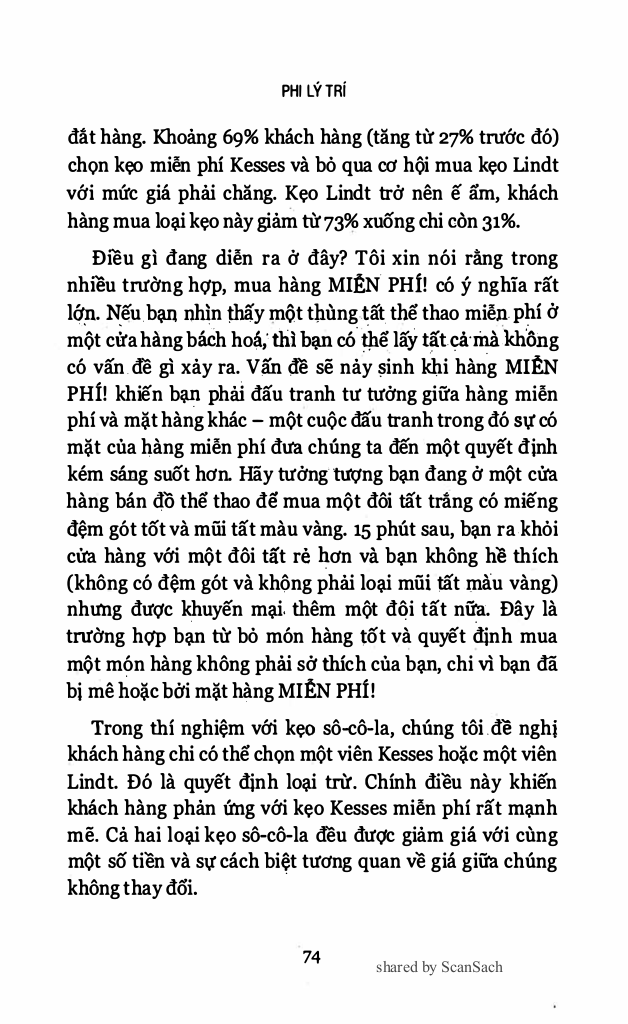 PHI LÝ TRÍ
đắt hàng. Khoảng 69% khách hàng (tăng từ 27% trước đó)
chọn kẹo miễn phí Kesses và bỏ qua cơ hội mua kẹo Lindt
với mức giá phải chăng. Kẹo Lindt trở nên ế ẩm, khách
hàng mua loại kẹo này giảm từ 73% xuống chỉ còn 31%.
Điều gì đang diễn ra ở đây? Tôi xin nói rằng trong
nhiều trường hợp, mua hàng MIỄN PHÍ! có ý nghĩa rất
lớn. Nếu bạn nhìn thấy một thùng tất thể thao miễn phí ở
một cửa hàng bách hoá, thì bạn có thể lấy tất cả mà không
có vấn đề gì xảy ra. Vấn đề sẽ nảy sinh khi hàng MIỄN
PHÍ! khiến bạn phải đấu tranh tư tưởng giữa hàng miễn
phí và mặt hàng khác – một cuộc đấu tranh trong đó sự có
mặt của hàng miễn phí đưa chúng ta đến một quyết định
kém sáng suốt hơn. Hãy tưởng tượng bạn đang ở một cửa
hàng bán đồ thể thao để mua một đôi tất trắng có miếng
đệm gót tốt và mũi tất màu vàng. 15 phút sau, bạn ra khỏi
cửa hàng với một đôi tất rẻ hơn và bạn không hề thích
(không có đệm gót và không phải loại mũi tất màu vàng)
nhưng được khuyến mại thêm một đôi tất nữa. Đây là
trường hợp bạn từ bỏ món hàng tốt và quyết định mua
một món hàng không phải sở thích của bạn, chỉ vì bạn đã
bị mê hoặc bởi mặt hàng MIỄN PHÍ!
Trong thí nghiệm với kẹo sô-cô-la, chúng tôi đề nghị
khách hàng chỉ có thể chọn một viên Kesses hoặc một viên
Lindt. Đó là quyết định loại trừ. Chính điều này khiến
khách hàng phản ứng với kẹo Kesses miễn phí rất mạnh
mẽ. Cả hai loại kẹo sô-cô-la đều được giảm giá với cùng
một số tiền và sự cách biệt tương quan về giá giữa chúng
không thay đổi.
74
shared by ScanSach